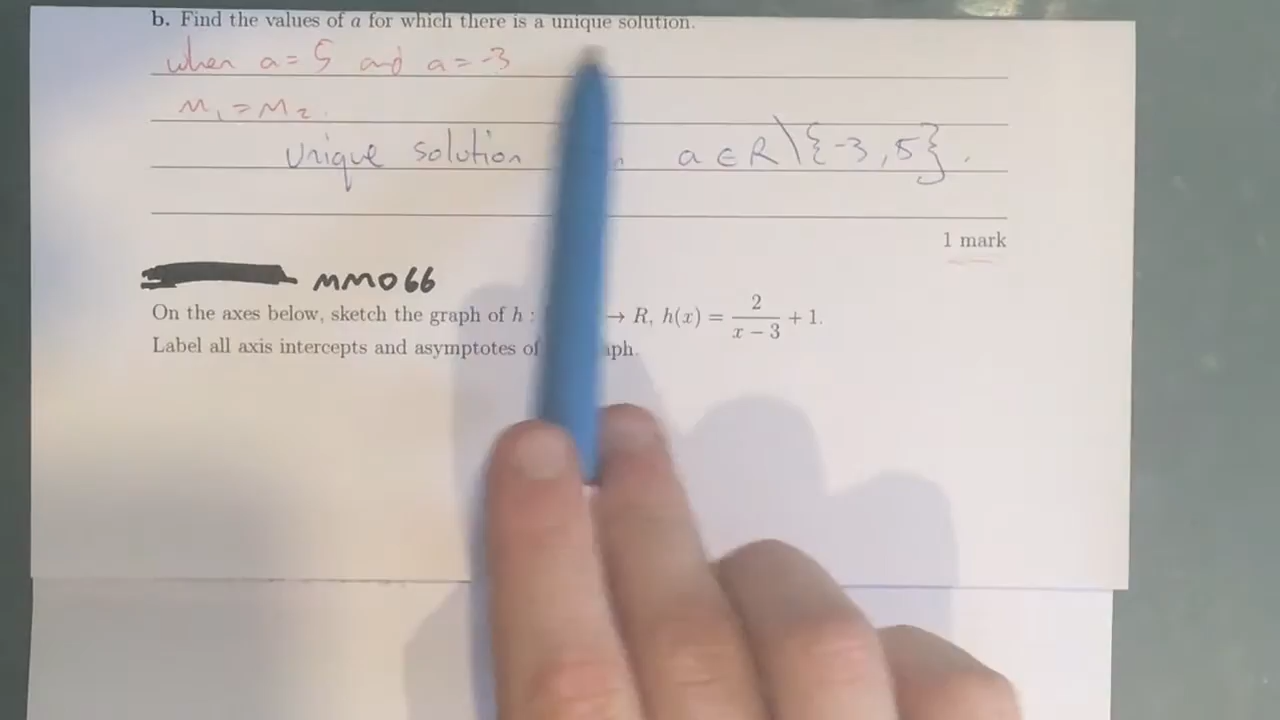 b. Find the values of a for which there is a unique solution.
when a = 5 and a = -3
M₁ = M₂.
Unique solution a ∈ R \ {-3, 5}.
1 mark
MM066
On the axes below, sketch the graph of h : → R, h(x) = 2/(x − 3) + 1.
Label all axis intercepts and asymptotes of